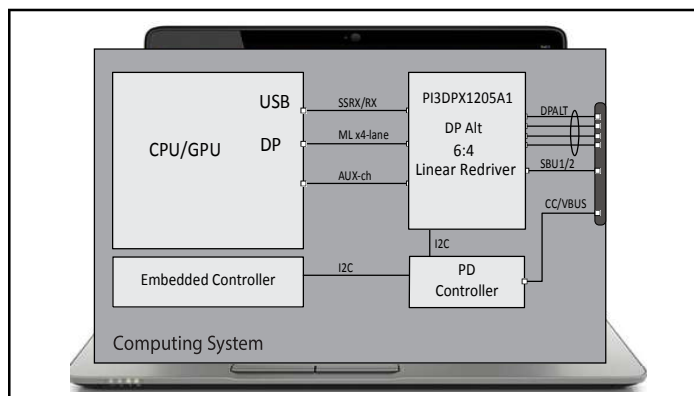 USB
SSRX/RX
PI3DPX1205A1
DPALT
CPU/GPU
DP
ML x4-lane
DP Alt
6:4
Linear Redriver
AUX-ch
SBU1/2
CC/VBUS
I2C
Embedded Controller
I2C
PD
Controller
Computing System